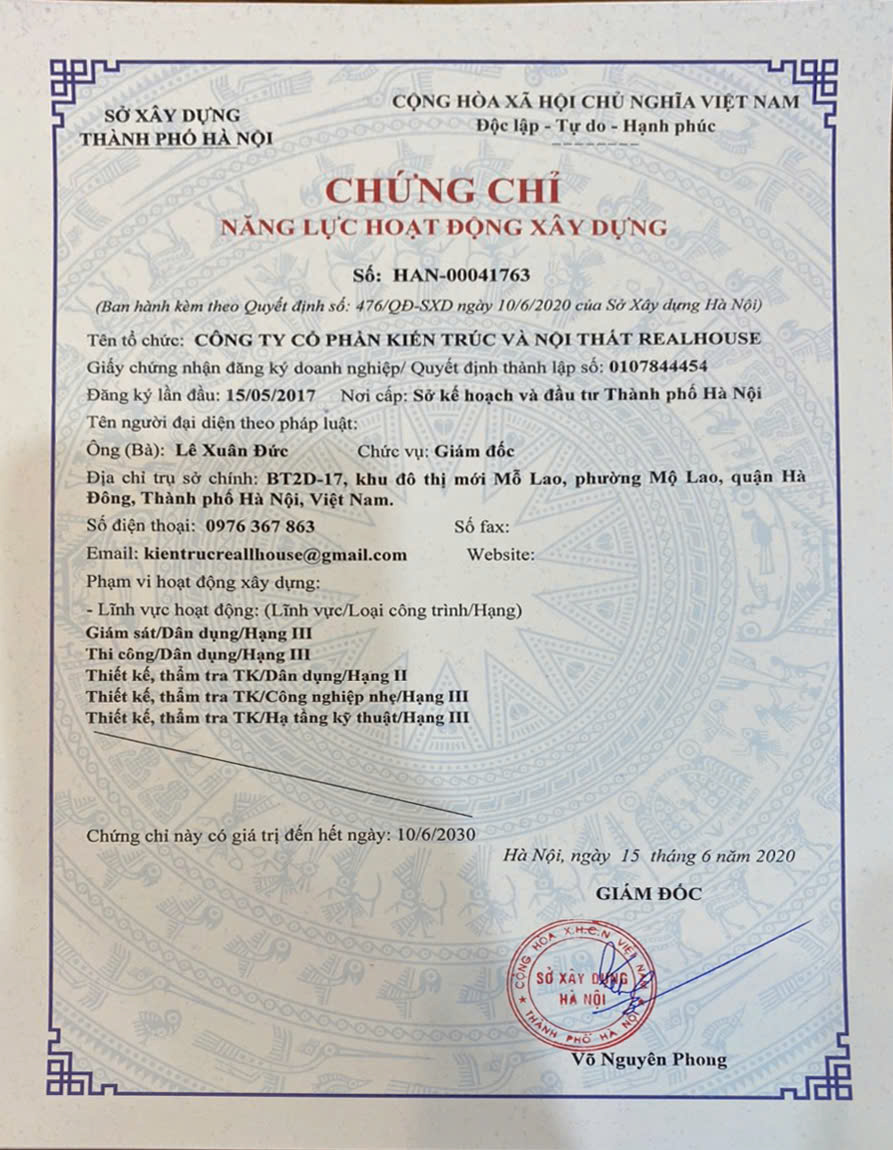 SỞ XÂY DỰNG
THÀNH PHỐ HÀ NỘI
CỘNG HÒA XÃ HỘI CHỦ NGHĨA VIỆT NAM
Độc lập - Tự do - Hạnh phúc
CHỨNG CHỈ
NĂNG LỰC HOẠT ĐỘNG XÂY DỰNG
Số: HAN-00041763
(Ban hành kèm theo Quyết định số: 476/QĐ-SXD ngày 10/6/2020 của Sở Xây dựng Hà Nội)
Tên tổ chức: CÔNG TY CỔ PHẦN KIẾN TRÚC VÀ NỘI THẤT REALHOUSE
Giấy chứng nhận đăng ký doanh nghiệp/ Quyết định thành lập số: 0107844454
Đăng ký lần đầu: 15/05/2017 Nơi cấp: Sở kế hoạch và đầu tư Thành phố Hà Nội
Tên người đại diện theo pháp luật:
Ông (Bà): Lê Xuân Đức Chức vụ: Giám đốc
Địa chỉ trụ sở chính: BT2D-17, khu đô thị mới Mỗ Lao, phường Mộ Lao, quận Hà
Đông, Thành phố Hà Nội, Việt Nam.
Số điện thoại: 0976 367 863 Số fax:
Email: kientrucreallhouse@gmail.com Website:
Phạm vi hoạt động xây dựng:
- Lĩnh vực hoạt động: (Lĩnh vực/Loại công trình/Hạng)
Giám sát/Dân dụng/Hạng III
Thi công/Dân dụng/Hạng III
Thiết kế, thẩm tra TK/Dân dụng/Hạng II
Thiết kế, thẩm tra TK/Công nghiệp nhẹ/Hạng III
Thiết kế, thẩm tra TK/Hạ tầng kỹ thuật/Hạng III
Chứng chỉ này có giá trị đến hết ngày: 10/6/2030
Hà Nội, ngày 15 tháng 6 năm 2020
GIÁM ĐỐC
CỘNG HÒA X.H.C.N VIỆT NAM
SỞ XÂY DỰNG
HÀ NỘI
THÀNH PHỐ HÀ NỘI
Võ Nguyên Phong